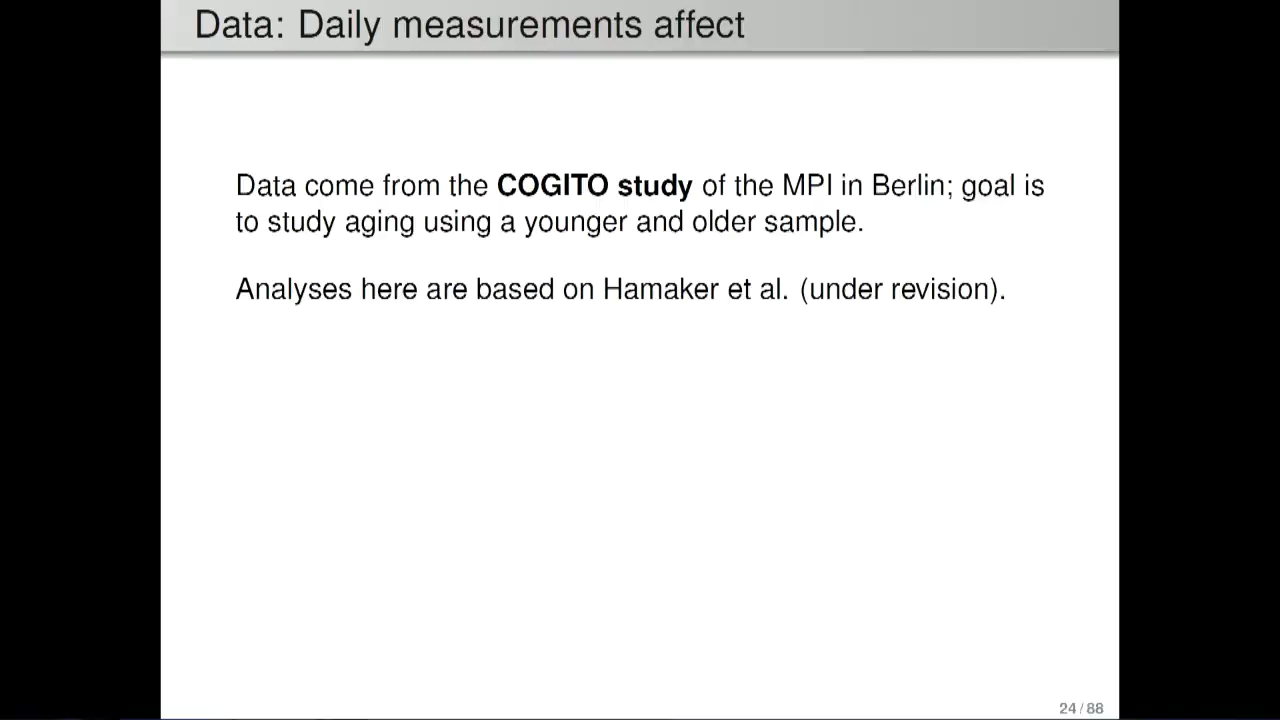 Data: Daily measurements affect
Data come from the COGITO study of the MPI in Berlin; goal is
to study aging using a younger and older sample.
Analyses here are based on Hamaker et al. (under revision).
24 / 88